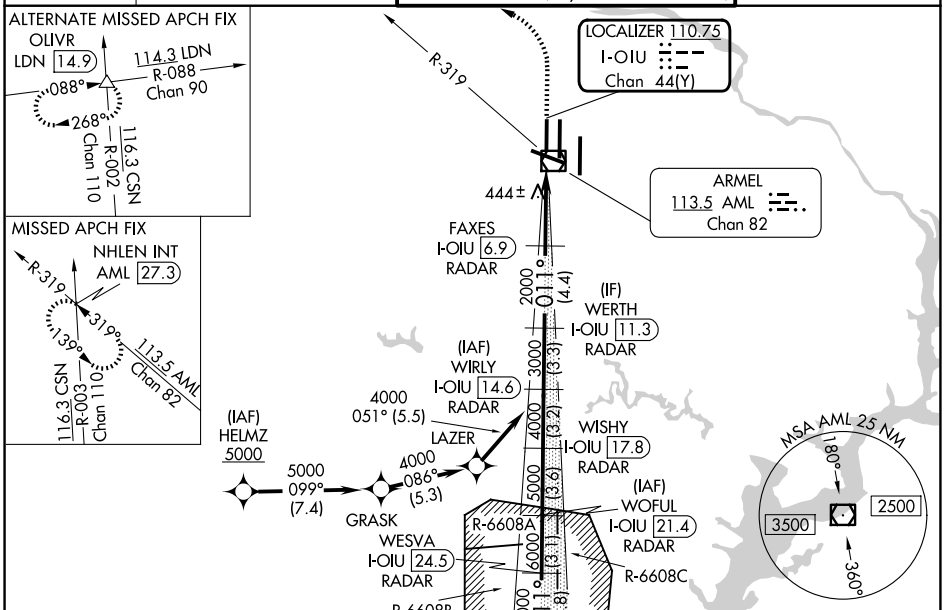 ALTERNATE MISSED APCH FIX
OLIVR
LDN 14.9
114.3 LDN
R-088
Chan 90
088°
268°
116.3 CSN
R-002
Chan 110
MISSED APCH FIX
NHLEN INT
AML 27.3
R-319
319°
139°
113.5 AML
Chan 82
116.3 CSN
R-003
Chan 110
R-319
LOCALIZER 110.75
I-OIU
Chan 44(Y)
ARMEL
113.5 AML
Chan 82
444±
FAXES
I-OIU 6.9
RADAR
2000
011°
(4.4)
(IF)
WERTH
I-OIU 11.3
RADAR
3000
(3.3)
(IAF)
WIRLY
I-OIU 14.6
RADAR
4000
(3.2)
4000
051° (5.5)
LAZER
WISHY
I-OIU 17.8
RADAR
5000
(3.6)
(IAF)
HELMZ
5000
5000
099°
(7.4)
GRASK
4000
086°
(5.3)
(IAF)
WOFUL
I-OIU 21.4
RADAR
R-6608A
6000
(3.1)
WESVA
I-OIU 24.5
RADAR
R-6608C
R-6608B
MSA AML 25 NM
180°
3500
2500
360°